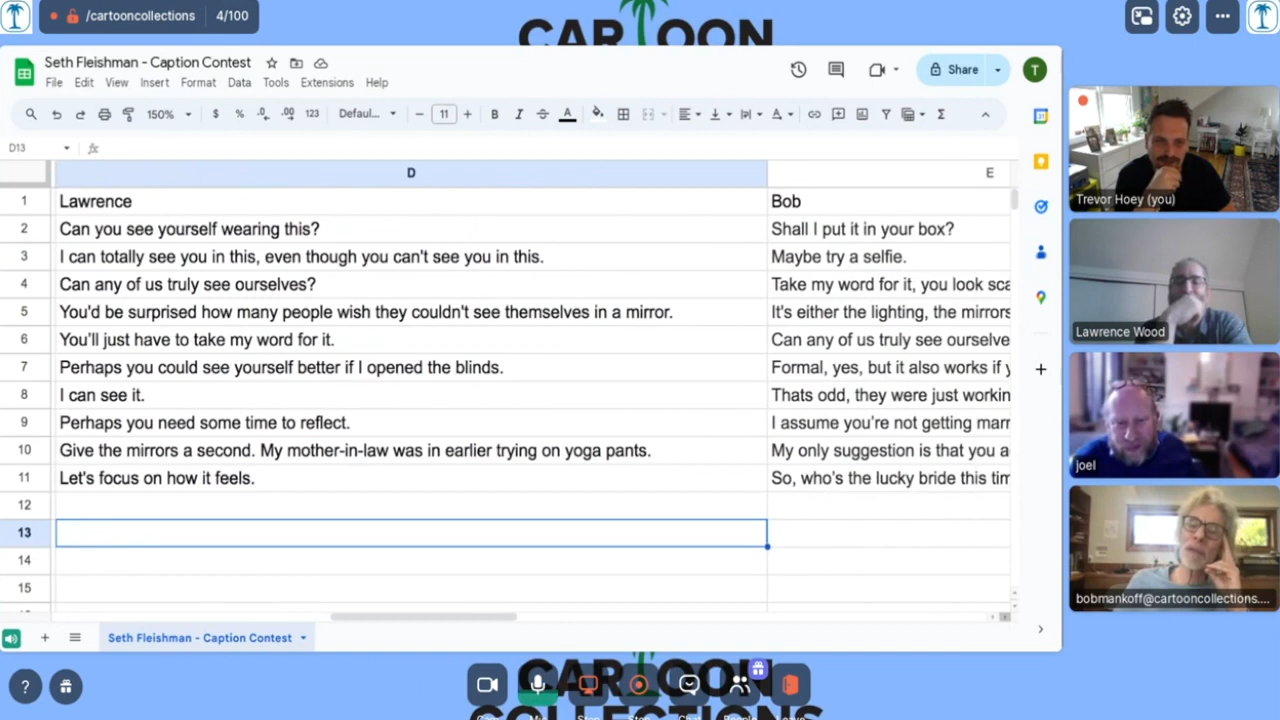 /cartooncollections 4/100
CARTOON
Seth Fleishman - Caption Contest
File Edit View Insert Format Data Tools Extensions Help
Share
T
150% $ % .0 .00 123 Defaul... 11 B I A
D13 fx
D E
1 Lawrence Bob
2 Can you see yourself wearing this? Shall I put it in your box?
3 I can totally see you in this, even though you can't see you in this. Maybe try a selfie.
4 Can any of us truly see ourselves? Take my word for it, you look sca
5 You'd be surprised how many people wish they couldn't see themselves in a mirror. It's either the lighting, the mirrors
6 You'll just have to take my word for it. Can any of us truly see ourselve
7 Perhaps you could see yourself better if I opened the blinds. Formal, yes, but it also works if y
8 I can see it. Thats odd, they were just workin
9 Perhaps you need some time to reflect. I assume you're not getting marr
10 Give the mirrors a second. My mother-in-law was in earlier trying on yoga pants. My only suggestion is that you a
11 Let's focus on how it feels. So, who's the lucky bride this tim
12
13
14
15
Seth Fleishman - Caption Contest
Trevor Hoey (you)
Lawrence Wood
joel
bobmankoff@cartooncollections....
CARTOON
COLLECTIONS